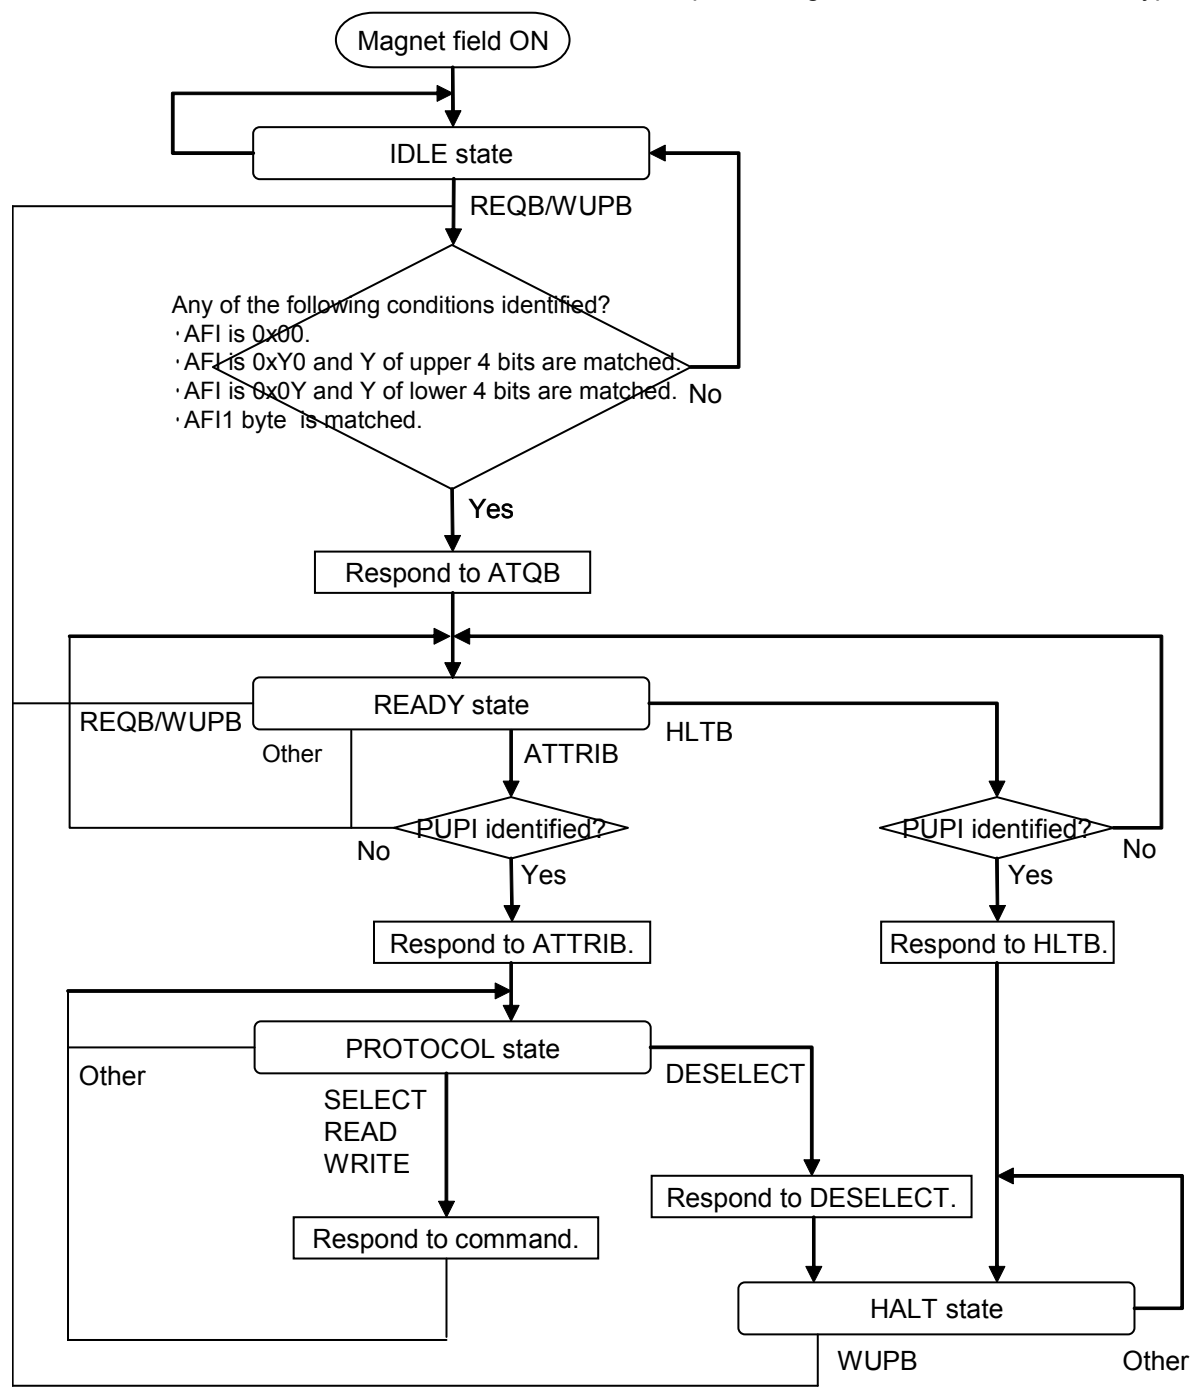 Magnet field ON
IDLE state
REQB/WUPB
Any of the following conditions identified?
・AFI is 0x00.
・AFI is 0xY0 and Y of upper 4 bits are matched.
・AFI is 0x0Y and Y of lower 4 bits are matched.
No
・AFI1 byte is matched.
Yes
Respond to ATQB
READY state
REQB/WUPB
Other
ATTRIB
HLTB
PUPI identified?
PUPI identified?
No
No
Yes
Yes
Respond to ATTRIB.
Respond to HLTB.
PROTOCOL state
Other
DESELECT
SELECT
READ
WRITE
Respond to DESELECT.
Respond to command.
HALT state
WUPB
Other